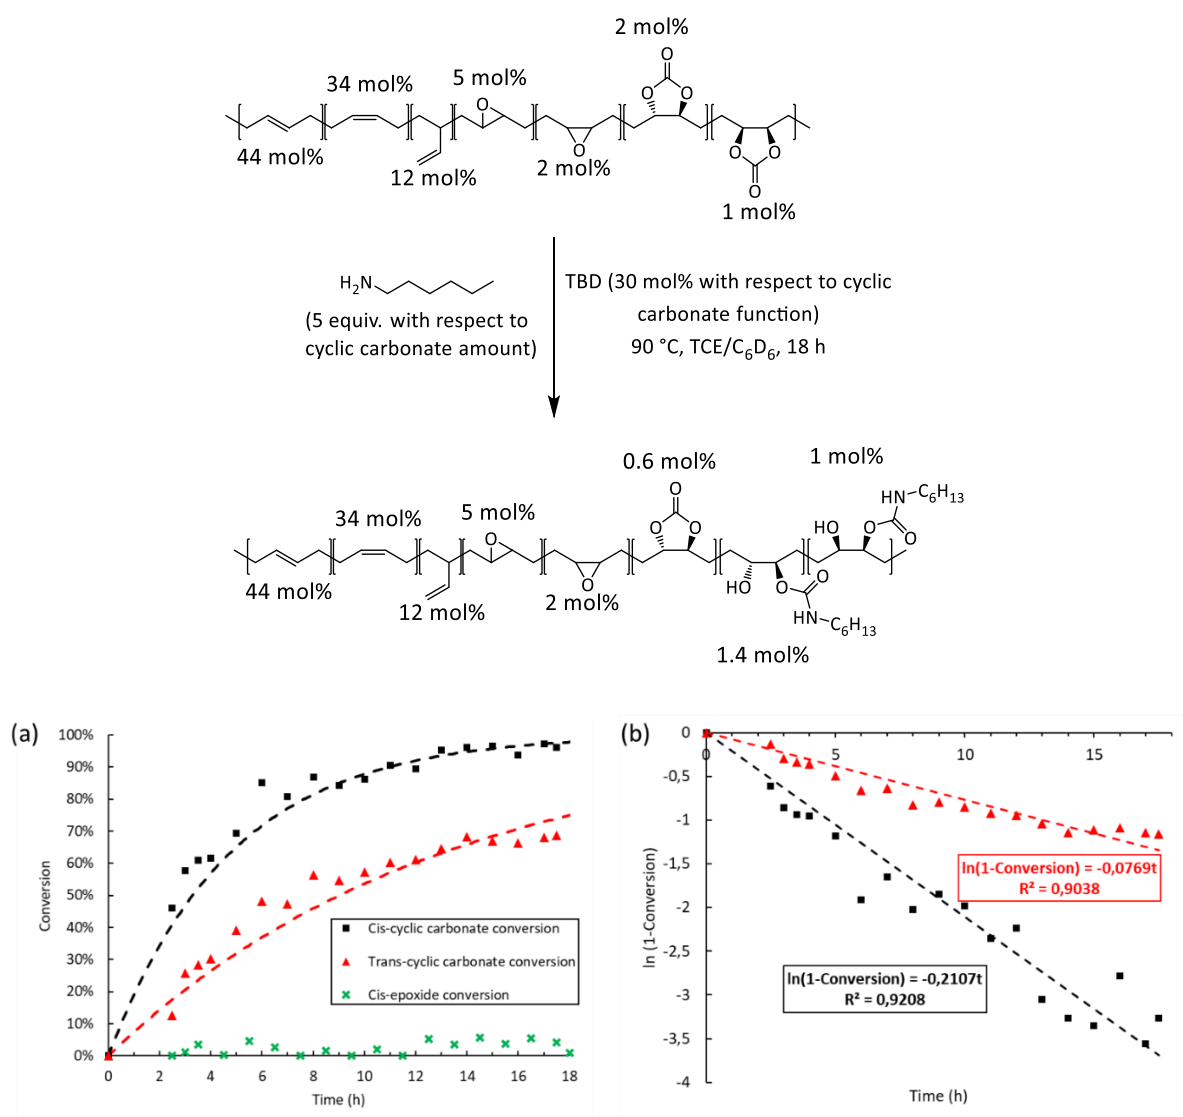 2 mol%
O
34 mol%
5 mol%
O
O
O
44 mol%
12 mol%
2 mol%
O
O
O
O
1 mol%
H2N
(5 equiv. with respect to
cyclic carbonate amount)
TBD (30 mol% with respect to cyclic
carbonate function)
90 °C, TCE/C6D6, 18 h
0.6 mol%
1 mol%
O
HN
C6H13
34 mol%
5 mol%
O
O
O
HO
O
O
44 mol%
12 mol%
O
2 mol%
HO
O
O
HN
C6H13
1.4 mol%
(a)
100%
90%
80%
70%
60%
50%
40%
30%
20%
10%
0%
Conversion
0 2 4 6 8 10 12 14 16 18
Time (h)
Cis-cyclic carbonate conversion
Trans-cyclic carbonate conversion
Cis-epoxide conversion
(b)
0
-0,5
-1
-1,5
-2
-2,5
-3
-3,5
-4
ln (1-Conversion)
0 5 10 15
ln(1-Conversion) = -0,0769t
R² = 0,9038
ln(1-Conversion) = -0,2107t
R² = 0,9208
Time (h)